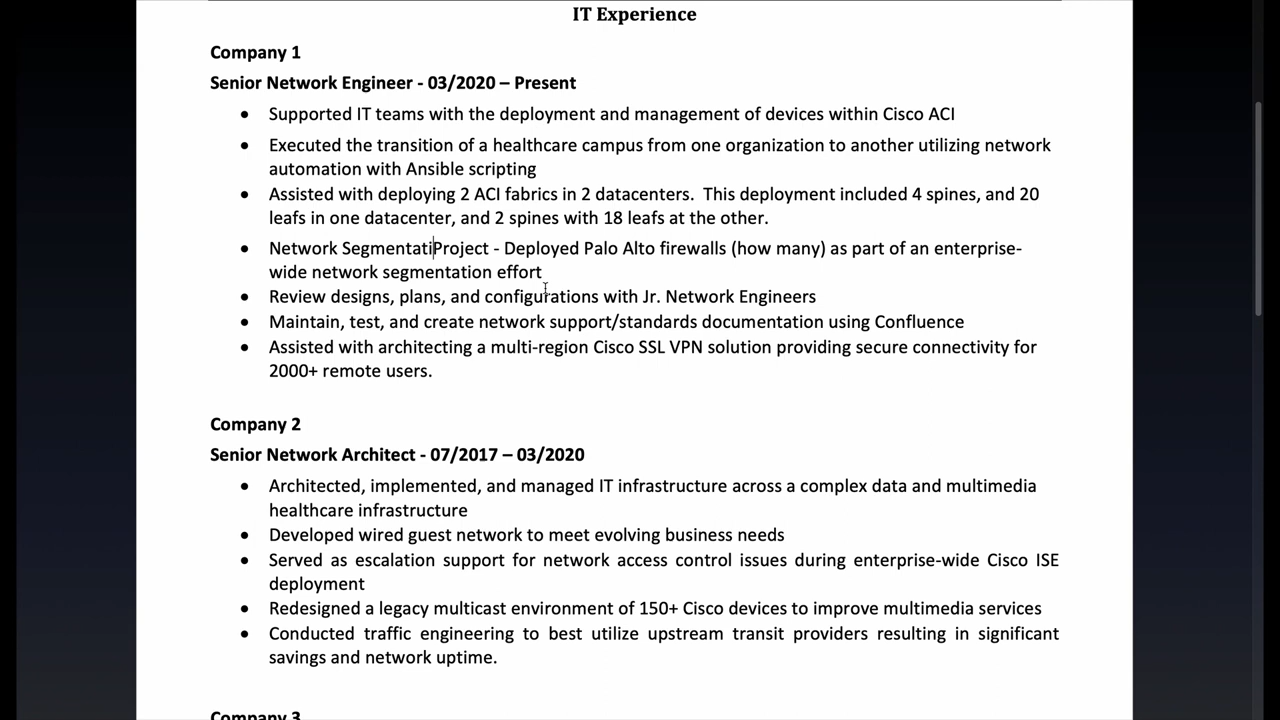 IT Experience
Company 1
Senior Network Engineer - 03/2020 – Present
• Supported IT teams with the deployment and management of devices within Cisco ACI
• Executed the transition of a healthcare campus from one organization to another utilizing network
automation with Ansible scripting
• Assisted with deploying 2 ACI fabrics in 2 datacenters.  This deployment included 4 spines, and 20
leafs in one datacenter, and 2 spines with 18 leafs at the other.
• Network SegmentatiProject - Deployed Palo Alto firewalls (how many) as part of an enterprise-
wide network segmentation effort
• Review designs, plans, and configurations with Jr. Network Engineers
• Maintain, test, and create network support/standards documentation using Confluence
• Assisted with architecting a multi-region Cisco SSL VPN solution providing secure connectivity for
2000+ remote users.
Company 2
Senior Network Architect - 07/2017 – 03/2020
• Architected, implemented, and managed IT infrastructure across a complex data and multimedia
healthcare infrastructure
• Developed wired guest network to meet evolving business needs
• Served as escalation support for network access control issues during enterprise-wide Cisco ISE
deployment
• Redesigned a legacy multicast environment of 150+ Cisco devices to improve multimedia services
• Conducted traffic engineering to best utilize upstream transit providers resulting in significant
savings and network uptime.
Company 3